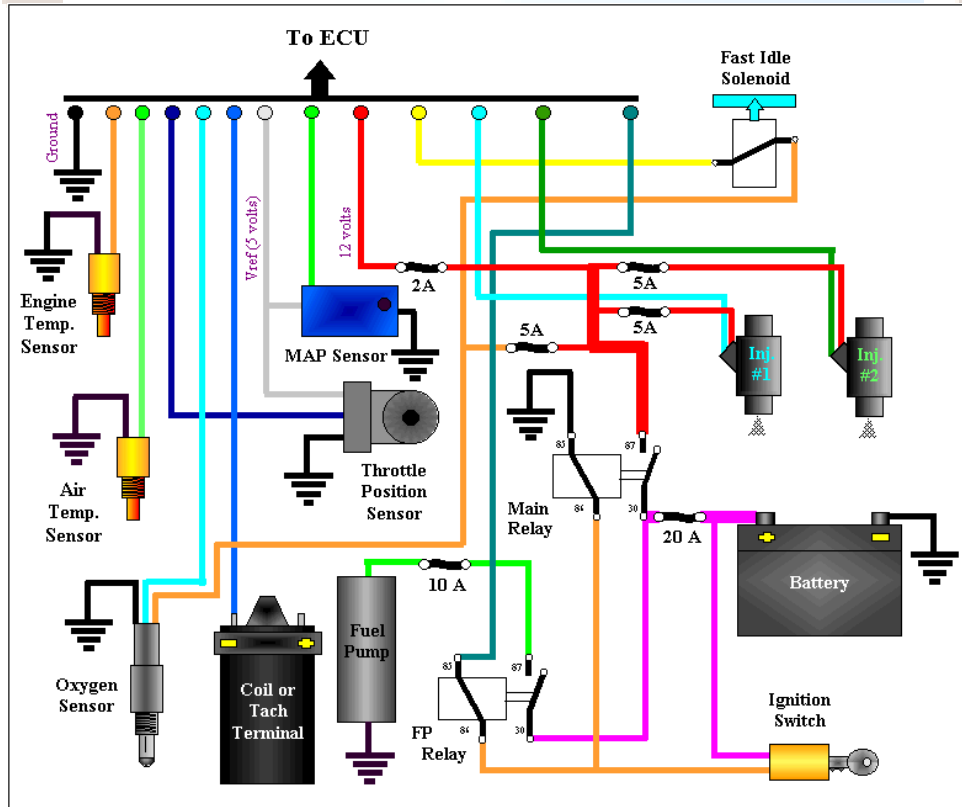 To ECU
Fast Idle
Solenoid
Ground
Vref (5 volts)
12 volts
2A
5A
5A
5A
Engine
Temp.
Sensor
MAP Sensor
Inj.
#1
Inj.
#2
Throttle
Position
Sensor
Air
Temp.
Sensor
85
87
Main
Relay
86
30
20 A
Battery
10 A
Fuel
Pump
Oxygen
Sensor
Coil or
Tach
Terminal
85
87
86
30
FP
Relay
Ignition
Switch